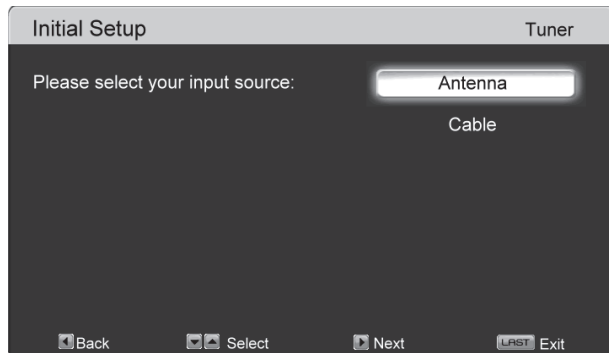 Initial Setup Tuner
Please select your input source: Antenna
Cable
Back Select Next LAST Exit